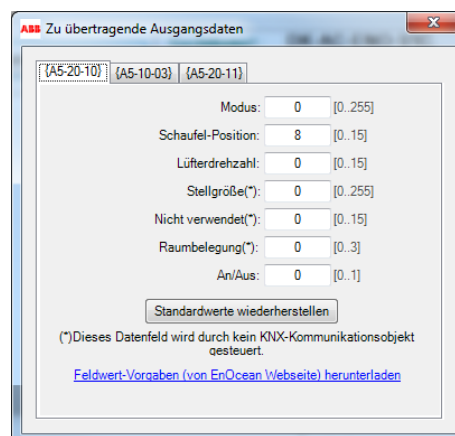 ABB Zu übertragende Ausgangsdaten
{A5-20-10} {A5-10-03} {A5-20-11}
Modus: 0 [0..255]
Schaufel-Position: 8 [0..15]
Lüfterdrehzahl: 0 [0..15]
Stellgröße(*): 0 [0..255]
Nicht verwendet(*): 0 [0..15]
Raumbelegung(*): 0 [0..3]
An/Aus: 0 [0..1]
Standardwerte wiederherstellen
(*)Dieses Datenfeld wird durch kein KNX-Kommunikationsobjekt
gesteuert.
Feldwert-Vorgaben (von EnOcean Webseite) herunterladen